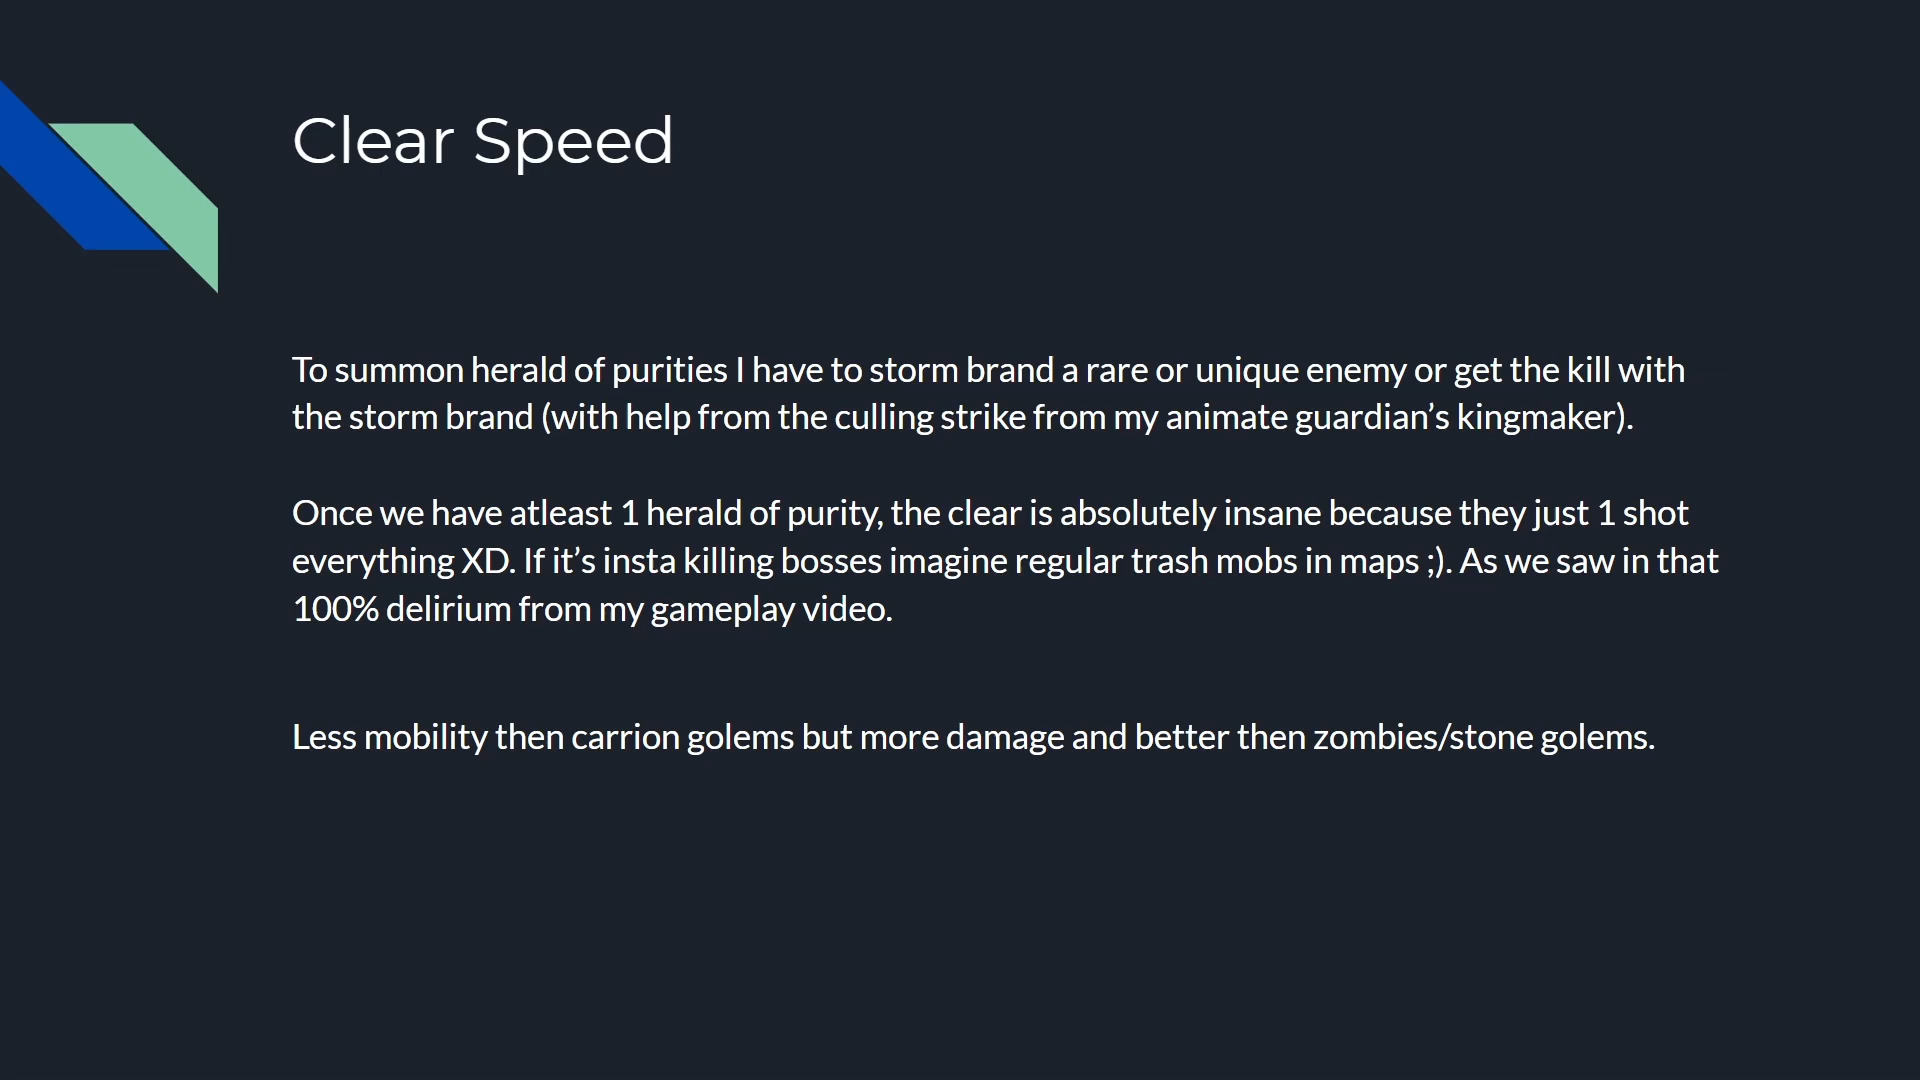 Clear Speed
To summon herald of purities I have to storm brand a rare or unique enemy or get the kill with
the storm brand (with help from the culling strike from my animate guardian’s kingmaker).
Once we have atleast 1 herald of purity, the clear is absolutely insane because they just 1 shot
everything XD. If it’s insta killing bosses imagine regular trash mobs in maps ;). As we saw in that
100% delirium from my gameplay video.
Less mobility then carrion golems but more damage and better then zombies/stone golems.